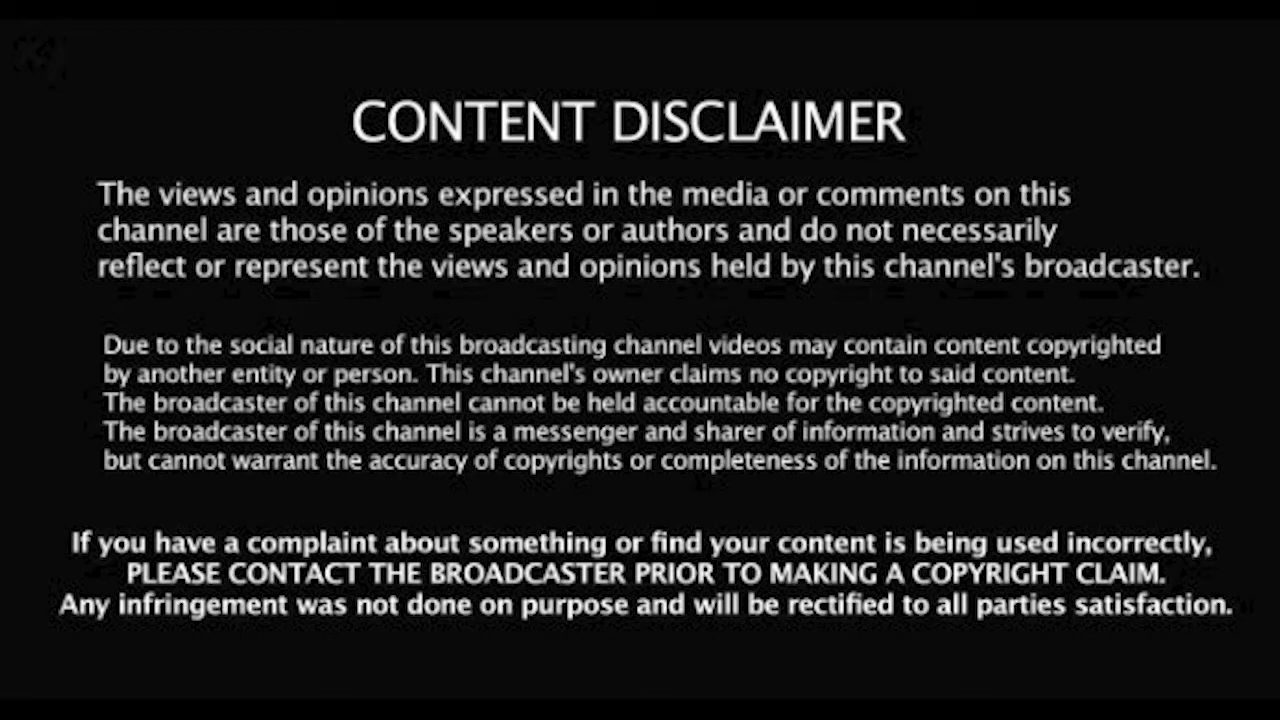 CONTENT DISCLAIMER
The views and opinions expressed in the media or comments on this
channel are those of the speakers or authors and do not necessarily
reflect or represent the views and opinions held by this channel's broadcaster.
Due to the social nature of this broadcasting channel videos may contain content copyrighted
by another entity or person. This channel's owner claims no copyright to said content.
The broadcaster of this channel cannot be held accountable for the copyrighted content.
The broadcaster of this channel is a messenger and sharer of information and strives to verify,
but cannot warrant the accuracy of copyrights or completeness of the information on this channel.
If you have a complaint about something or find your content is being used incorrectly,
PLEASE CONTACT THE BROADCASTER PRIOR TO MAKING A COPYRIGHT CLAIM.
Any infringement was not done on purpose and will be rectified to all parties satisfaction.